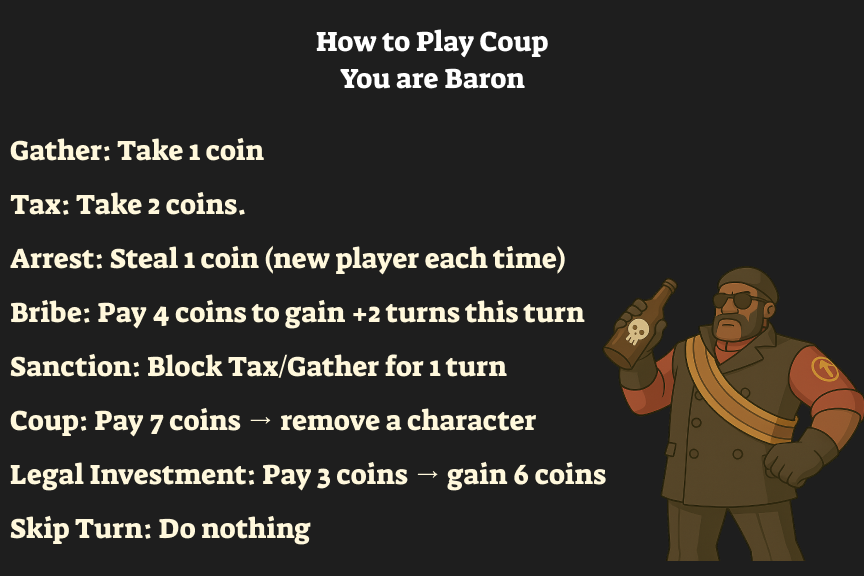 How to Play Coup
You are Baron
Gather: Take 1 coin
Tax: Take 2 coins.
Arrest: Steal 1 coin (new player each time)
Bribe: Pay 4 coins to gain +2 turns this turn
Sanction: Block Tax/Gather for 1 turn
Coup: Pay 7 coins → remove a character
Legal Investment: Pay 3 coins → gain 6 coins
Skip Turn: Do nothing